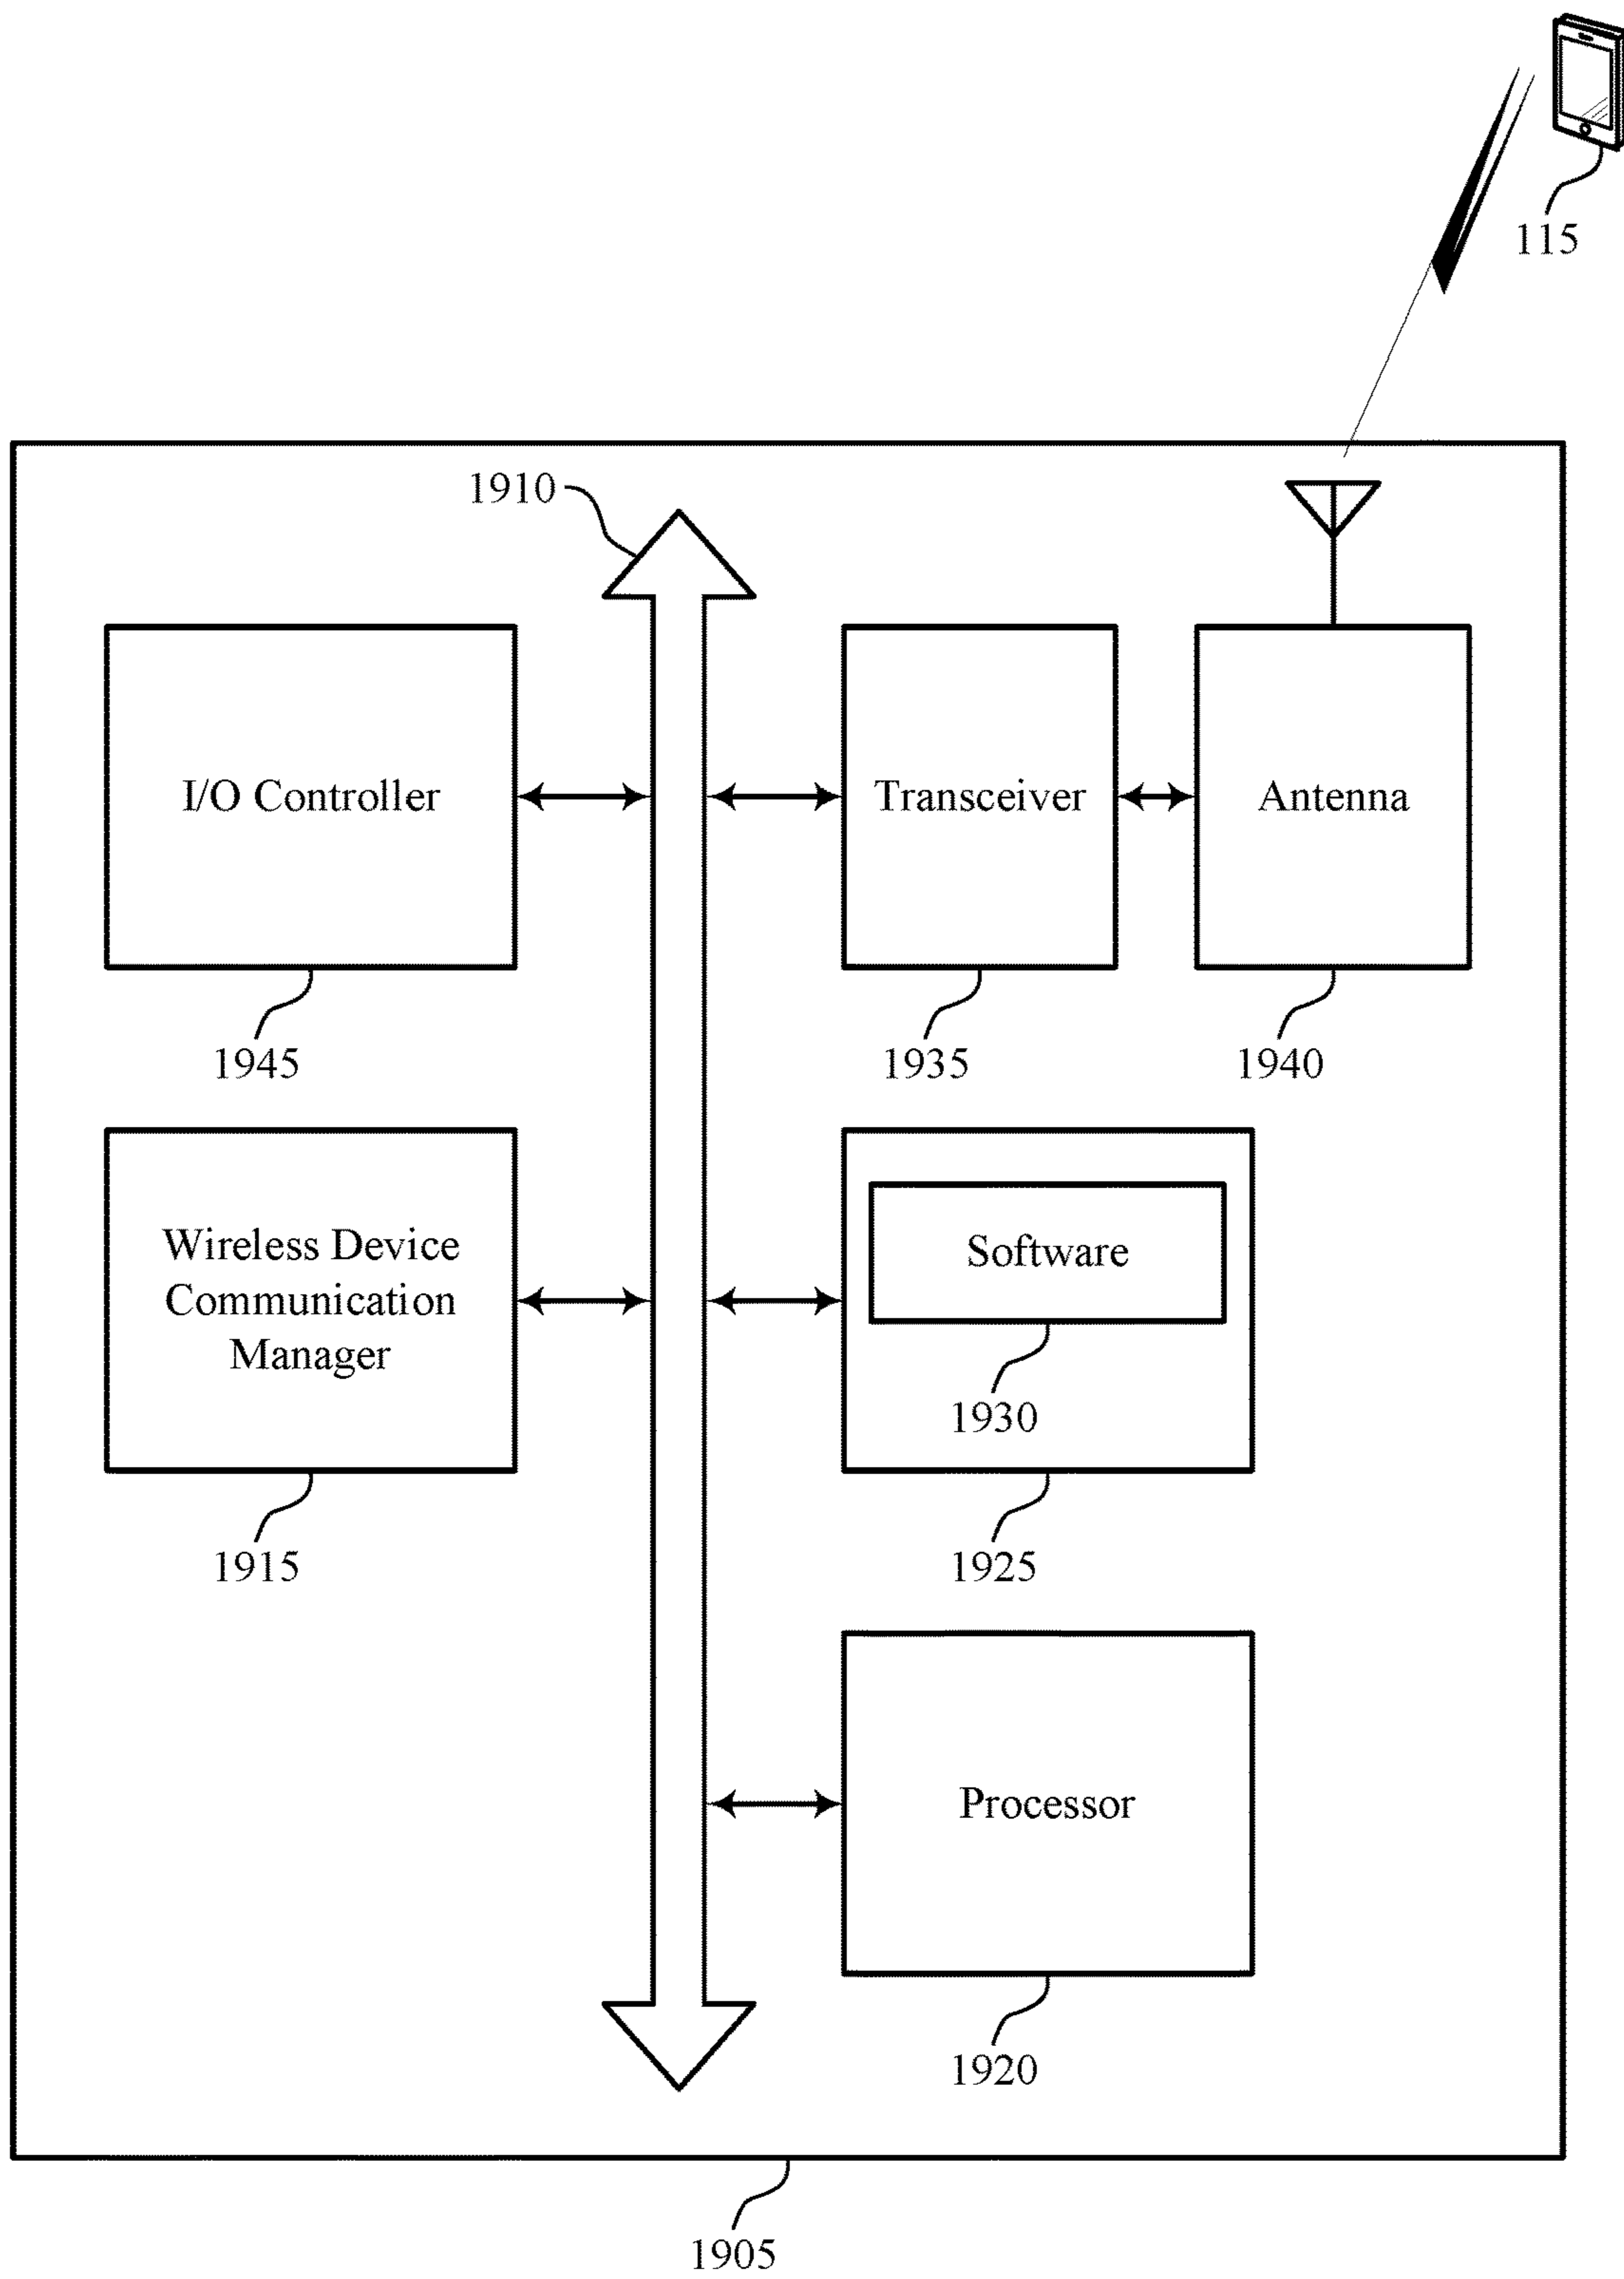 115
1910
I/O Controller
Transceiver
Antenna
1945
1935
1940
Wireless Device
Communication
Manager
Software
1930
1915
1925
Processor
1920
1905